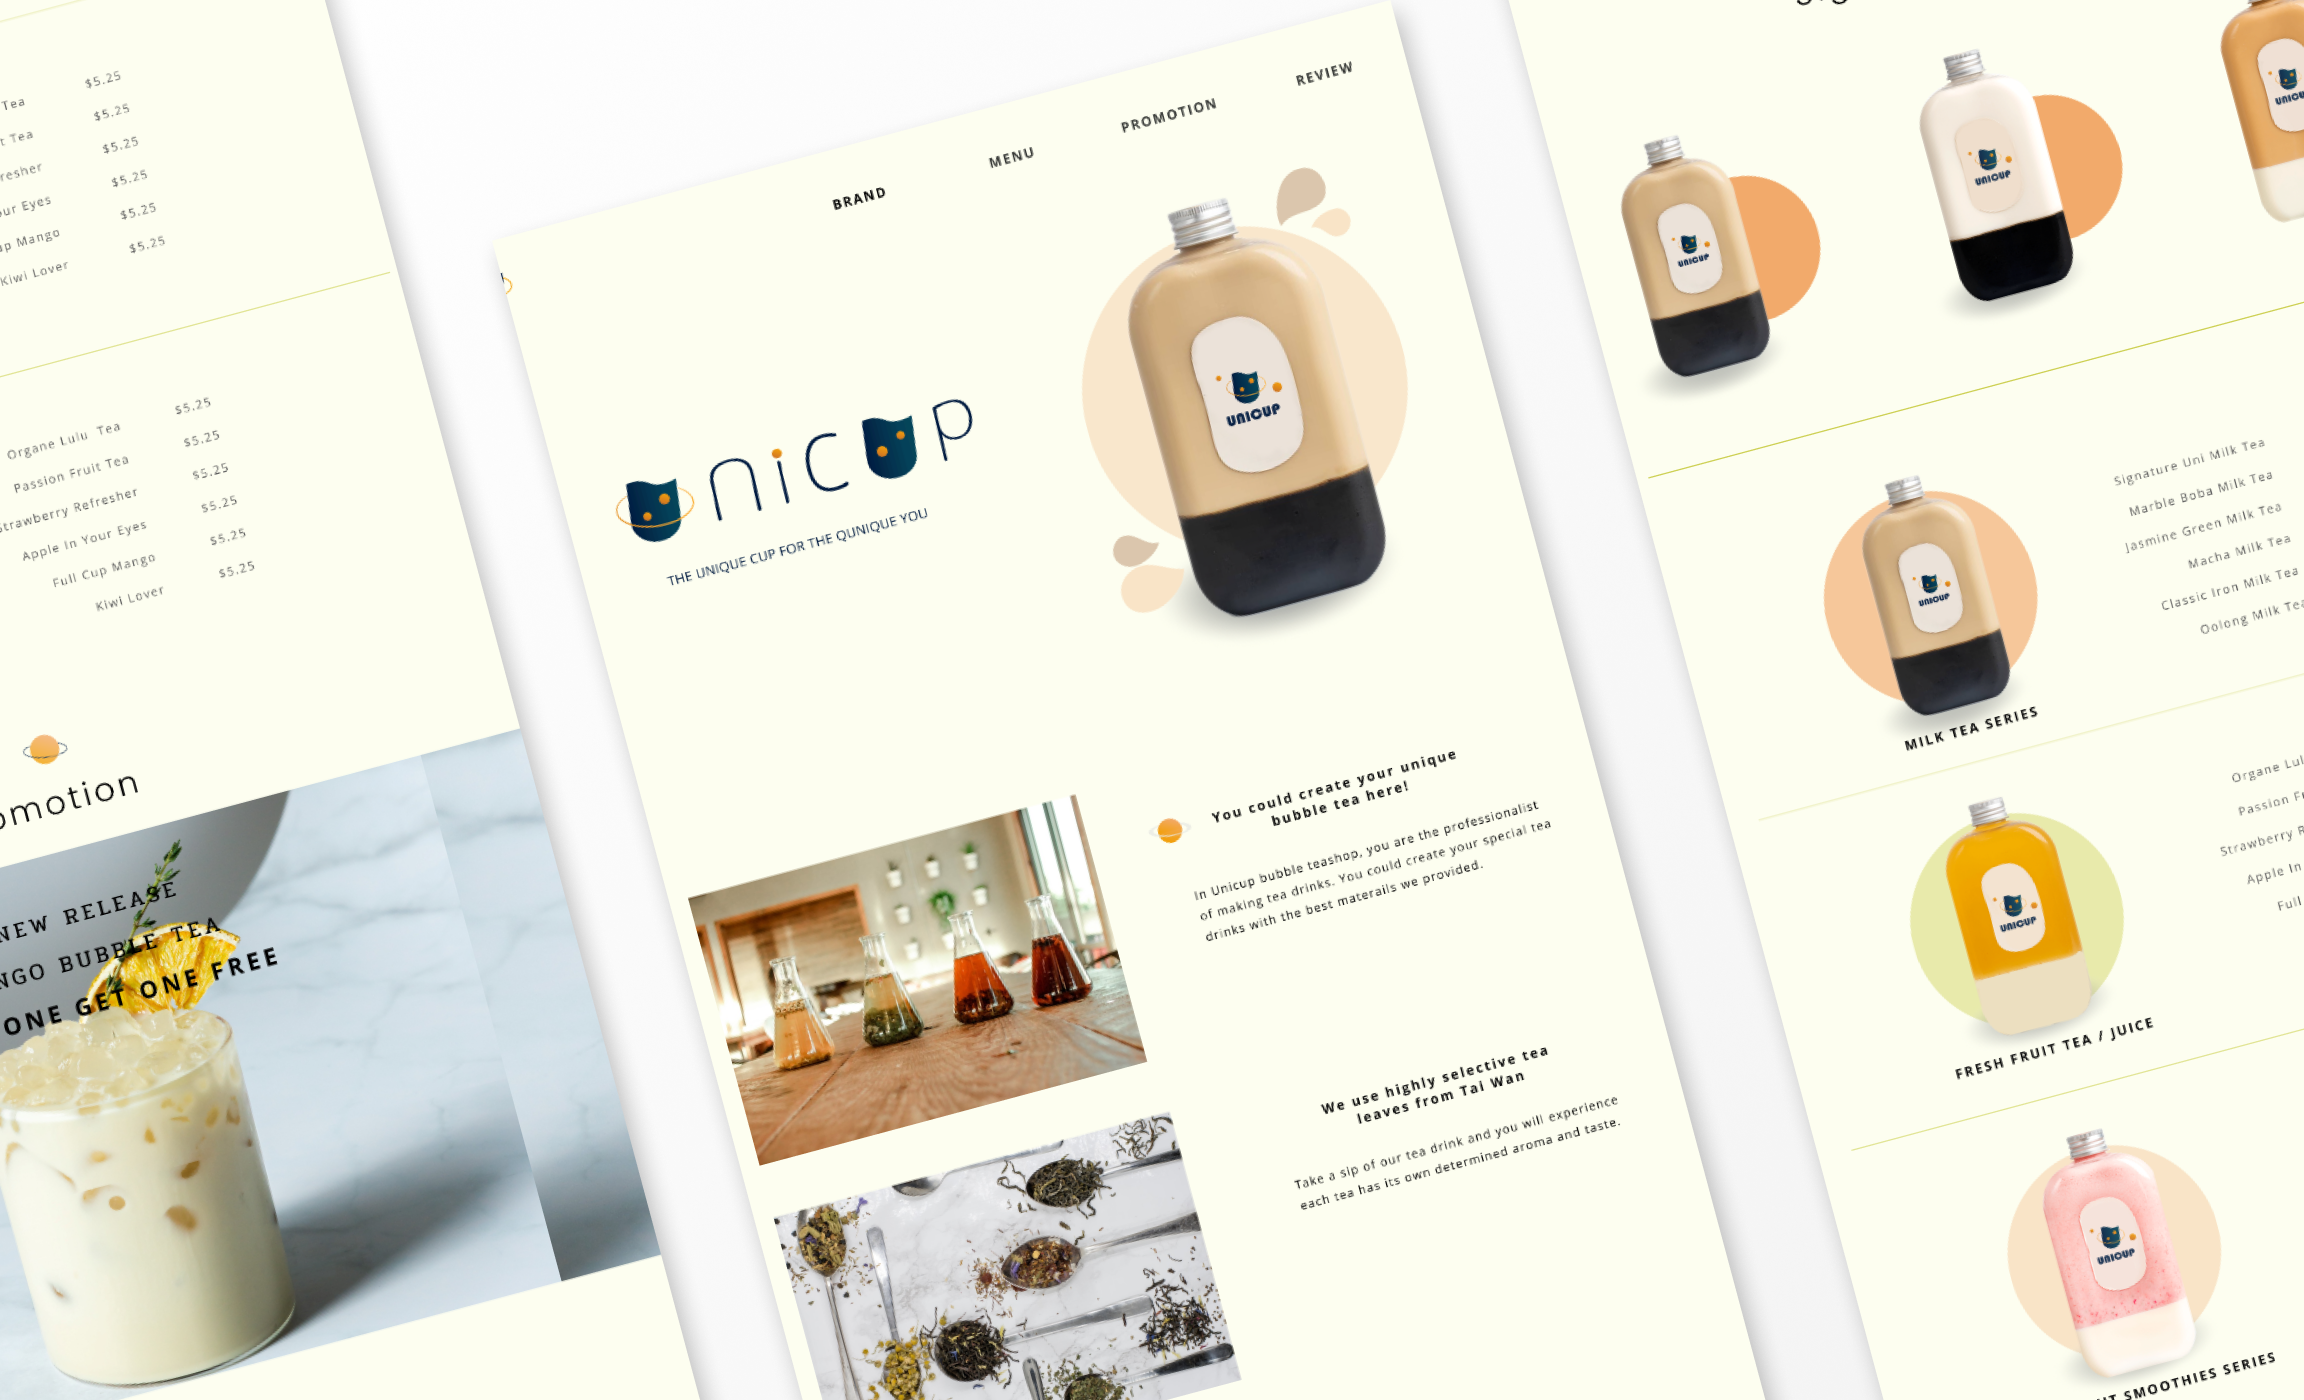 Tea $5.25
t Tea $5.25
resher $5.25
ur Eyes $5.25
up Mango $5.25
Kiwi Lover $5.25
Organe Lulu Tea $5.25
Passion Fruit Tea $5.25
Strawberry Refresher $5.25
Apple In Your Eyes $5.25
Full Cup Mango $5.25
Kiwi Lover $5.25
omotion
NEW RELEASE
NGO BUBBLE TEA
ONE GET ONE FREE
BRAND MENU PROMOTION REVIEW
unicup
THE UNIQUE CUP FOR THE QUNIQUE YOU
UNICUP
You could create your unique
bubble tea here!
In Unicup bubble teashop, you are the professionalist
of making tea drinks. You could create your special tea
drinks with the best materails we provided.
We use highly selective tea
leaves from Tai Wan
Take a sip of our tea drink and you will experience
each tea has its own determined aroma and taste.
UNICUP
UNICUP
UNICU
UNICUP
MILK TEA SERIES
Signature Uni Milk Tea
Marble Boba Milk Tea
Jasmine Green Milk Tea
Macha Milk Tea
Classic Iron Milk Tea
Oolong Milk Tea
UNICUP
FRESH FRUIT TEA / JUICE
Organe Lul
Passion Fr
Strawberry R
Apple In
Full
UNICUP
UIT SMOOTHIES SERIES